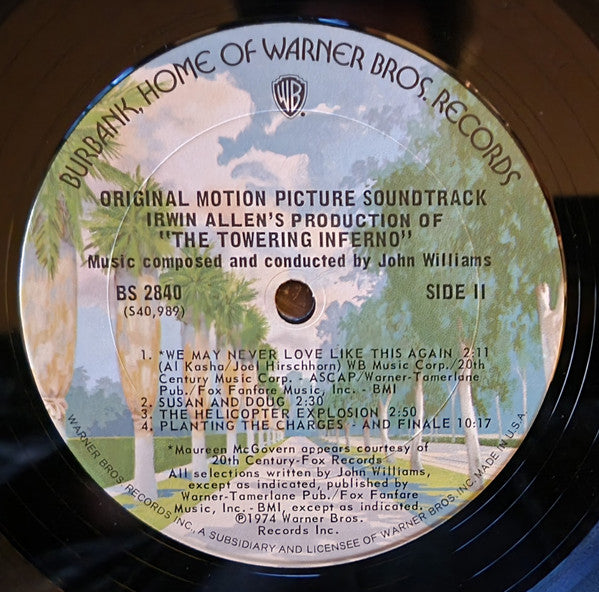 BURBANK, HOME OF WARNER BROS. RECORDS
WB
ORIGINAL MOTION PICTURE SOUNDTRACK
IRWIN ALLEN'S PRODUCTION OF
"THE TOWERING INFERNO"
Music composed and conducted by John Williams
BS 2840 SIDE II
(S40,989)
1. *WE MAY NEVER LOVE LIKE THIS AGAIN 2:11
(Al Kasha/Joel Hirschhorn) WB Music Corp./20th
Century Music Corp. - ASCAP/Warner-Tamerlane
Pub./Fox Fanfare Music, Inc. - BMI
2. SUSAN AND DOUG 2:30
3. THE HELICOPTER EXPLOSION 2:50
4. PLANTING THE CHARGES - AND FINALE 10:17
*Maureen McGovern appears courtesy of
20th Century-Fox Records
All selections written by John Williams,
except as indicated, published by
Warner-Tamerlane Pub./Fox Fanfare
Music, Inc. - BMI, except as indicated.
℗1974 Warner Bros.
Records Inc.
WARNER BROS. RECORDS INC., A SUBSIDIARY AND LICENSEE OF WARNER BROS. INC. MADE IN U.S.A.